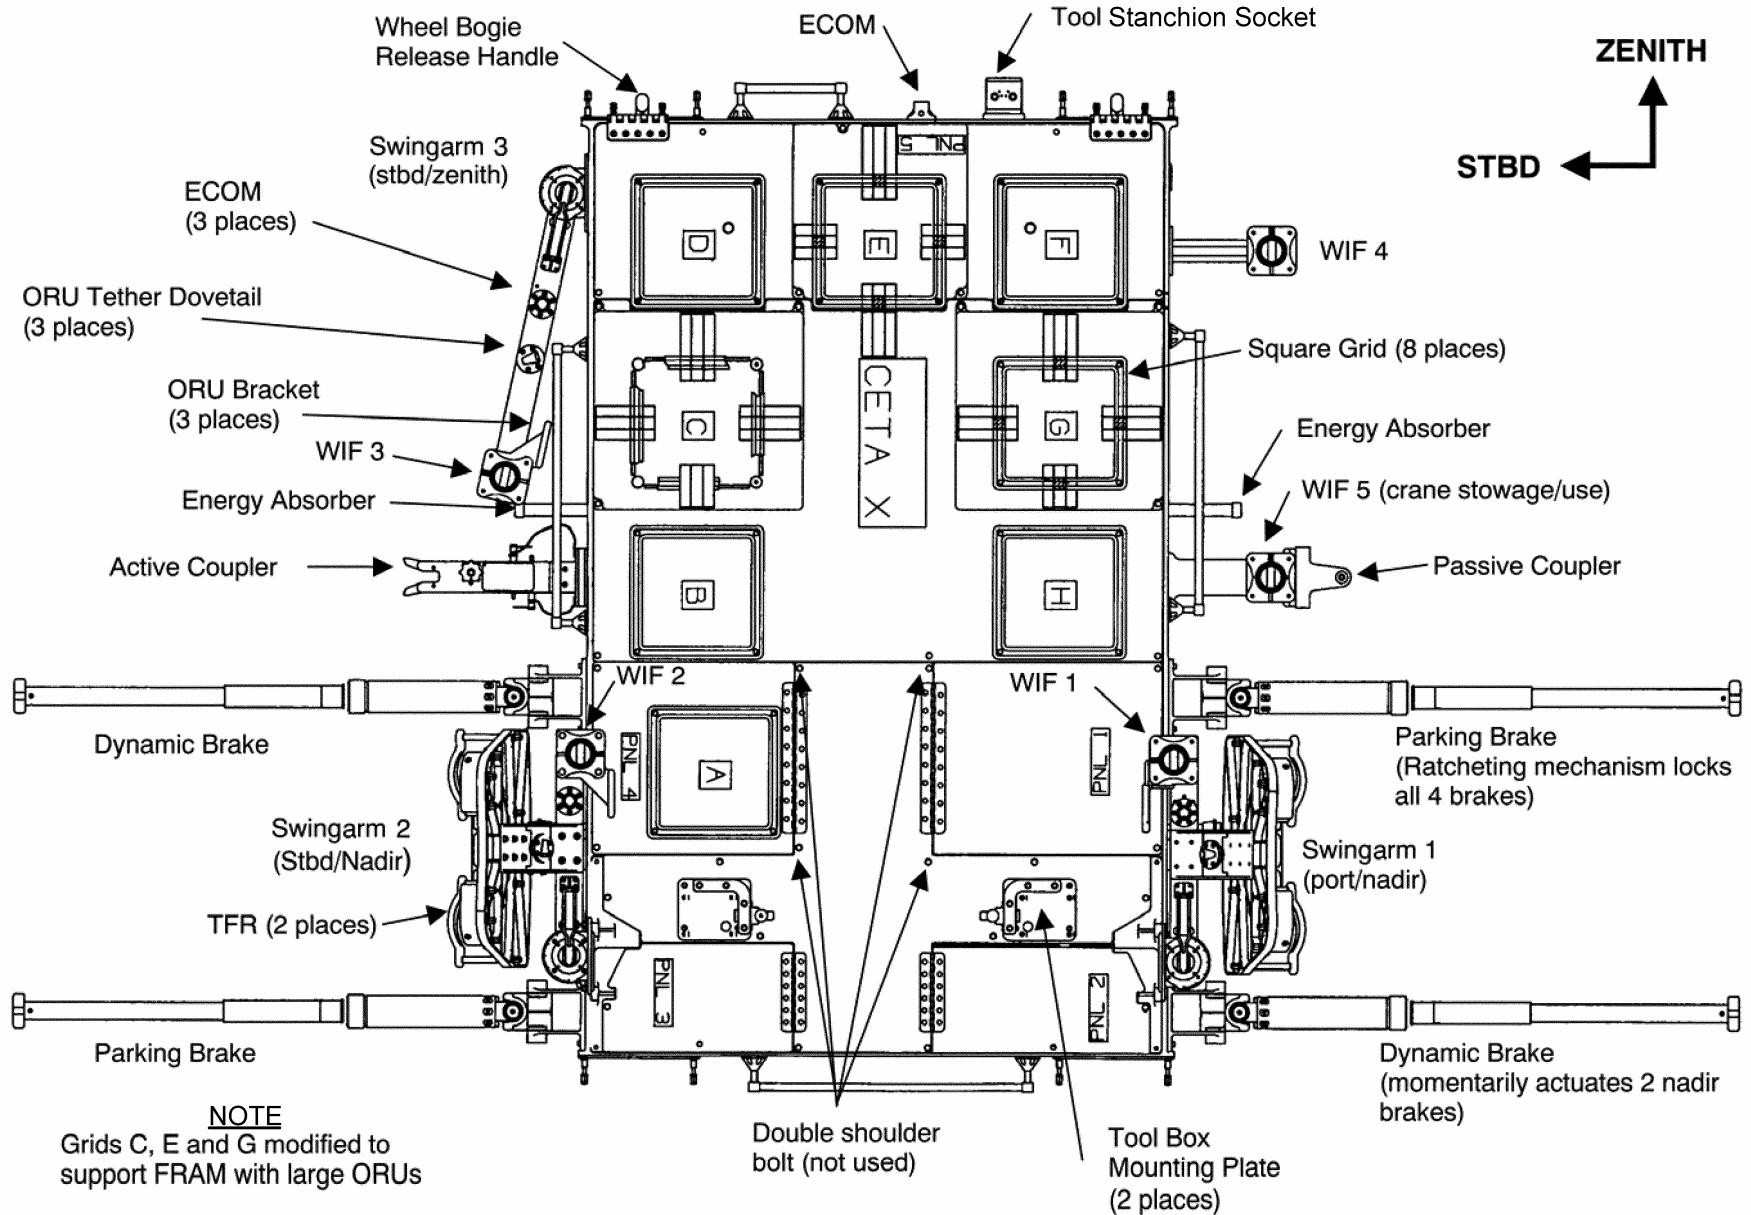 Wheel Bogie
Release Handle
ECOM
Tool Stanchion Socket
ZENITH
STBD
Swingarm 3
(stbd/zenith)
ECOM
(3 places)
ORU Tether Dovetail
(3 places)
ORU Bracket
(3 places)
WIF 3
Energy Absorber
Active Coupler
PNL 5
D
E
F
C
G
CETA X
B
H
WIF 4
Square Grid (8 places)
Energy Absorber
WIF 5 (crane stowage/use)
Passive Coupler
WIF 2
WIF 1
Dynamic Brake
Parking Brake
(Ratcheting mechanism locks
all 4 brakes)
PNL 4
A
PNL 1
Swingarm 2
(Stbd/Nadir)
Swingarm 1
(port/nadir)
TFR (2 places)
PNL 3
PNL 2
Parking Brake
Dynamic Brake
(momentarily actuates 2 nadir
brakes)
NOTE
Grids C, E and G modified to
support FRAM with large ORUs
Double shoulder
bolt (not used)
Tool Box
Mounting Plate
(2 places)